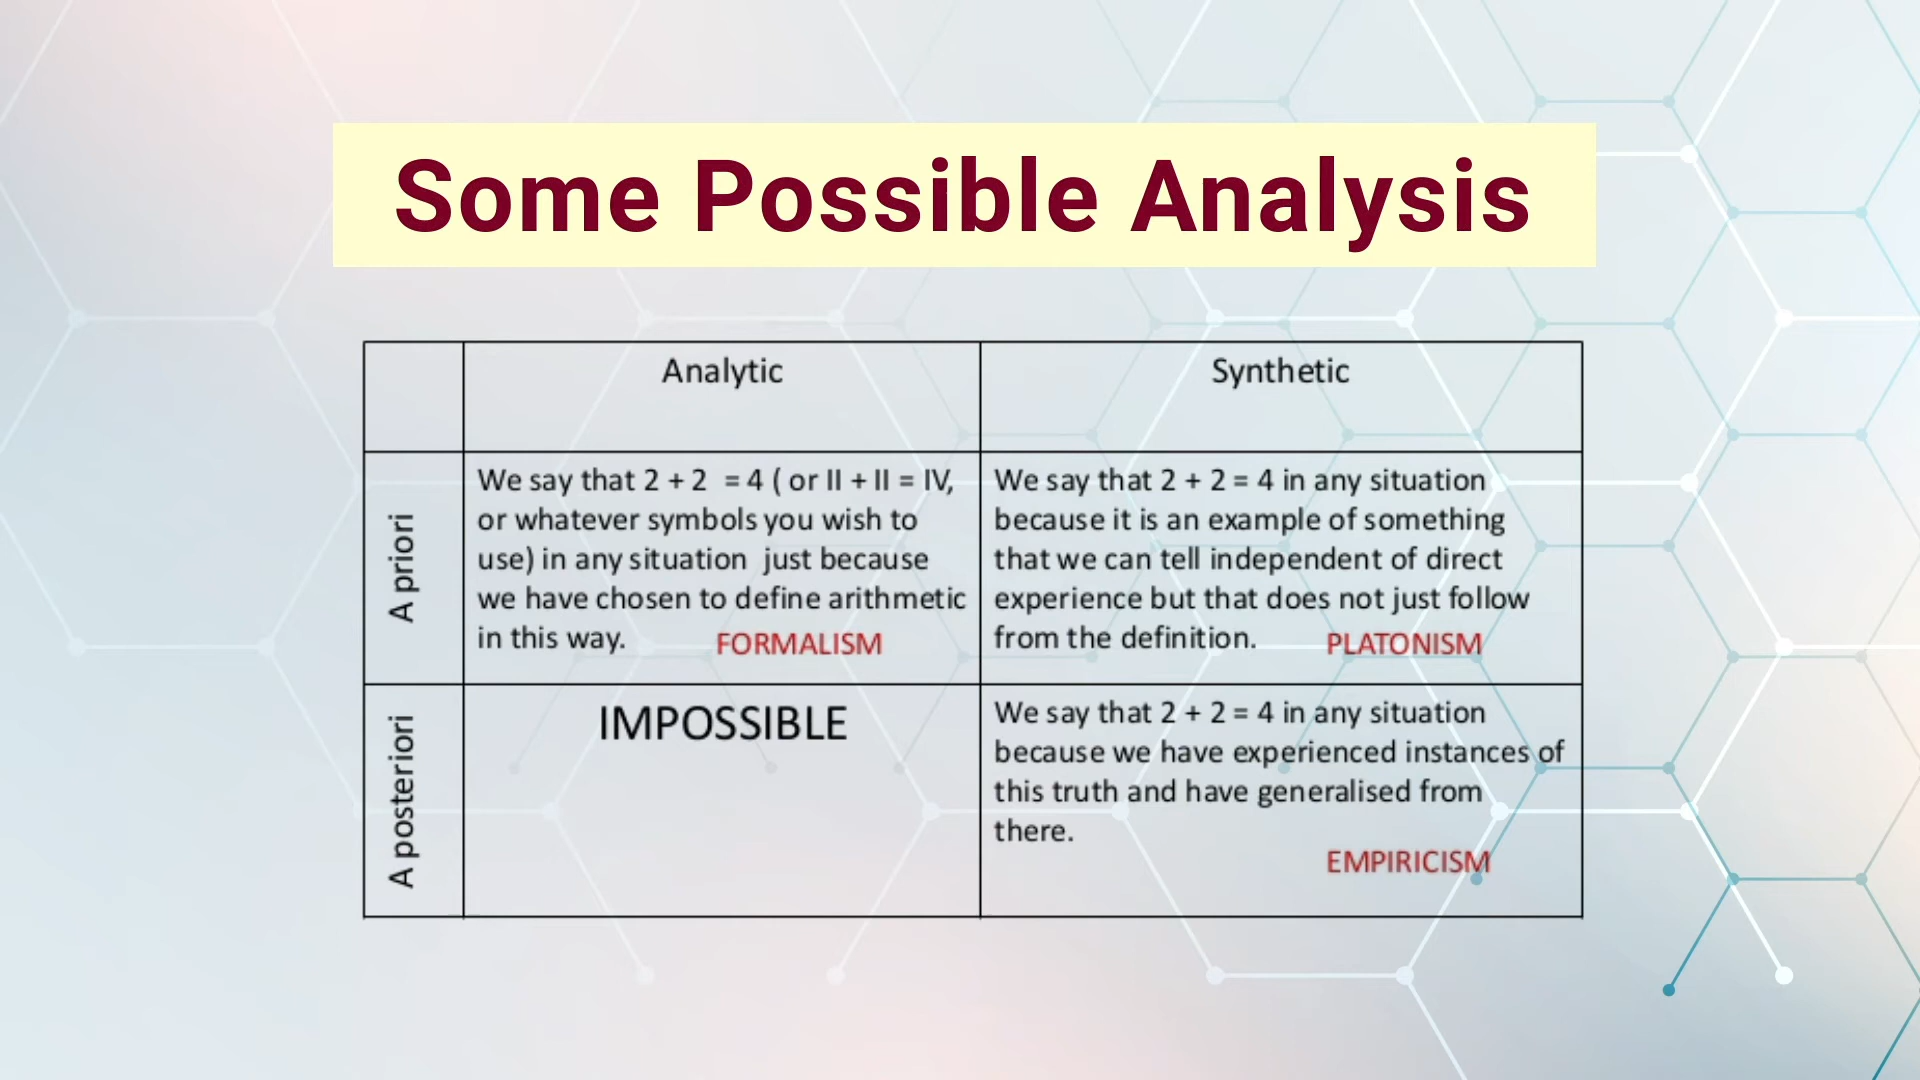 Some Possible Analysis
Analytic
Synthetic
A priori
We say that 2 + 2 = 4 ( or II + II = IV,
or whatever symbols you wish to
use) in any situation just because
we have chosen to define arithmetic
in this way.
FORMALISM
We say that 2 + 2 = 4 in any situation
because it is an example of something
that we can tell independent of direct
experience but that does not just follow
from the definition.
PLATONISM
A posteriori
IMPOSSIBLE
We say that 2 + 2 = 4 in any situation
because we have experienced instances of
this truth and have generalised from
there.
EMPIRICISM